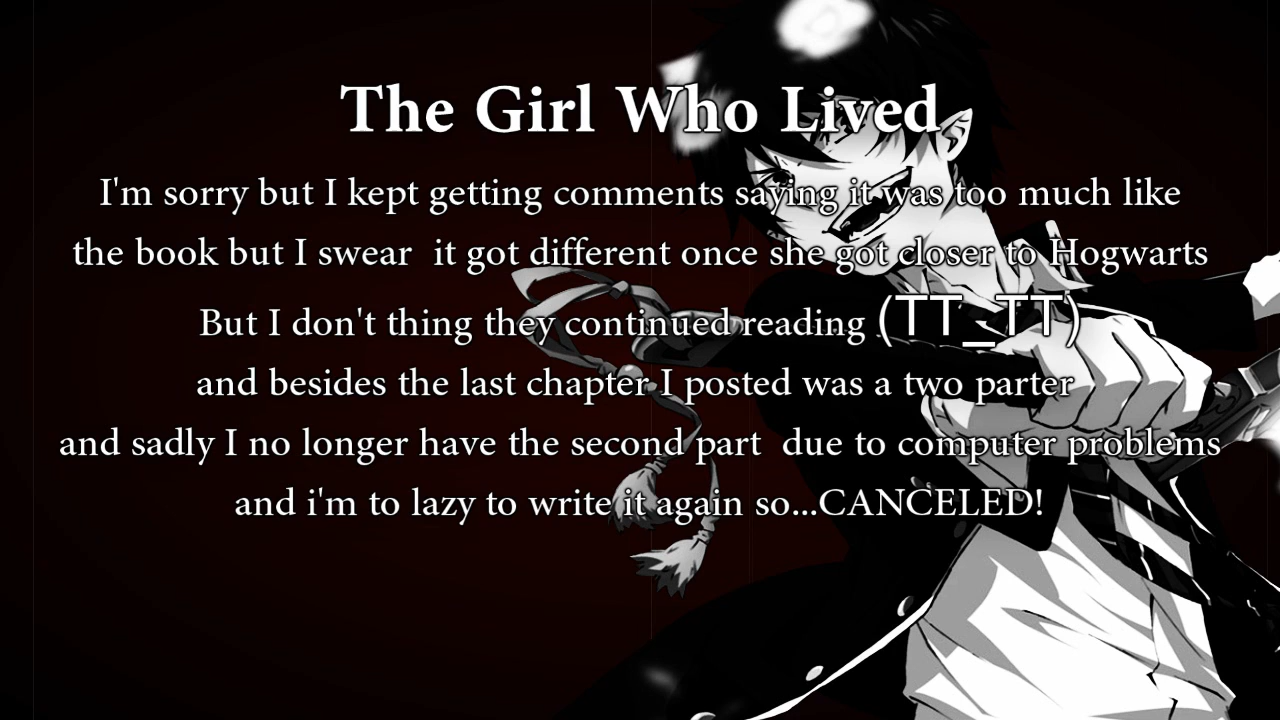 The Girl Who Lived
I'm sorry but I kept getting comments saying it was too much like
the book but I swear  it got different once she got closer to Hogwarts
But I don't thing they continued reading (TT_TT)
and besides the last chapter I posted was a two parter
and sadly I no longer have the second part  due to computer problems
and i'm to lazy to write it again so...CANCELED!